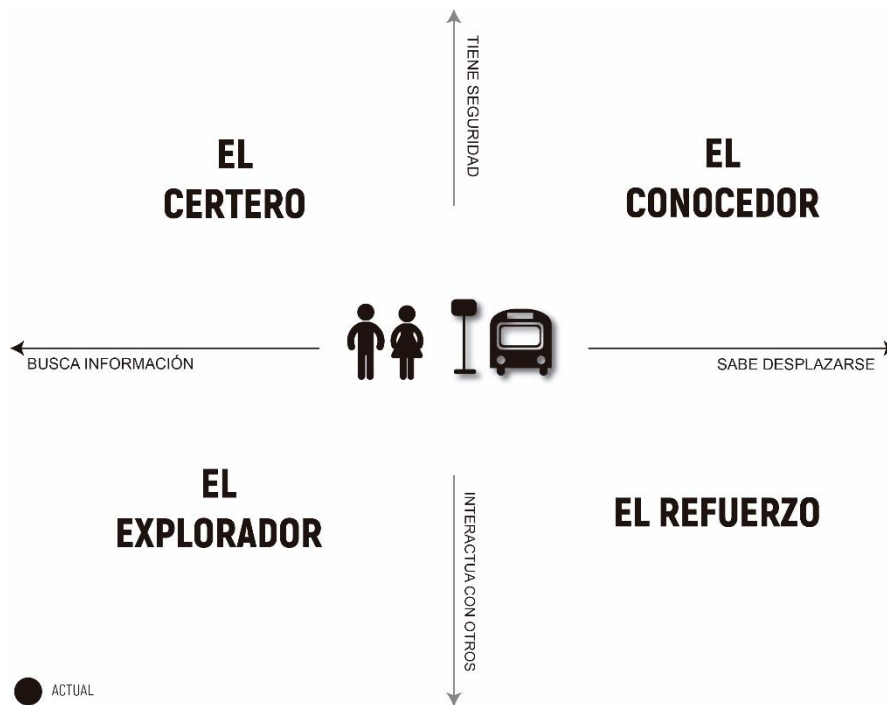 TIENE SEGURIDAD
EL
CERTERO
EL
CONOCEDOR
BUSCA INFORMACIÓN
SABE DESPLAZARSE
EL
EXPLORADOR
EL REFUERZO
INTERACTUA CON OTROS
ACTUAL